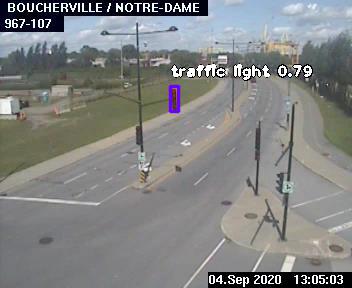 BOUCHERVILLE / NOTRE-DAME
967-107
traffic light 0.79
04.Sep 2020 13:05:03